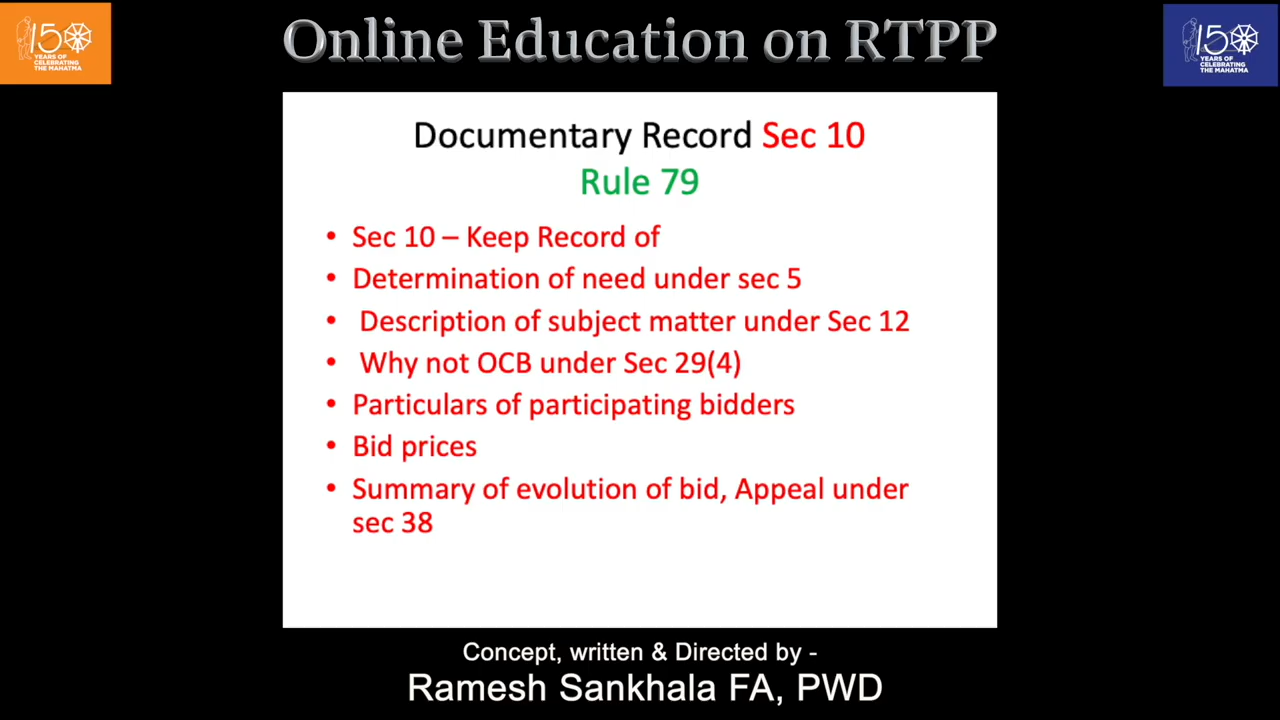 150
YEARS OF
CELEBRATING
THE MAHATMA
Online Education on RTPP
150
YEARS OF
CELEBRATING
THE MAHATMA
Documentary Record Sec 10
Rule 79
• Sec 10 – Keep Record of
• Determination of need under sec 5
• Description of subject matter under Sec 12
• Why not OCB under Sec 29(4)
• Particulars of participating bidders
• Bid prices
• Summary of evolution of bid, Appeal under
sec 38
Concept, written & Directed by -
Ramesh Sankhala FA, PWD